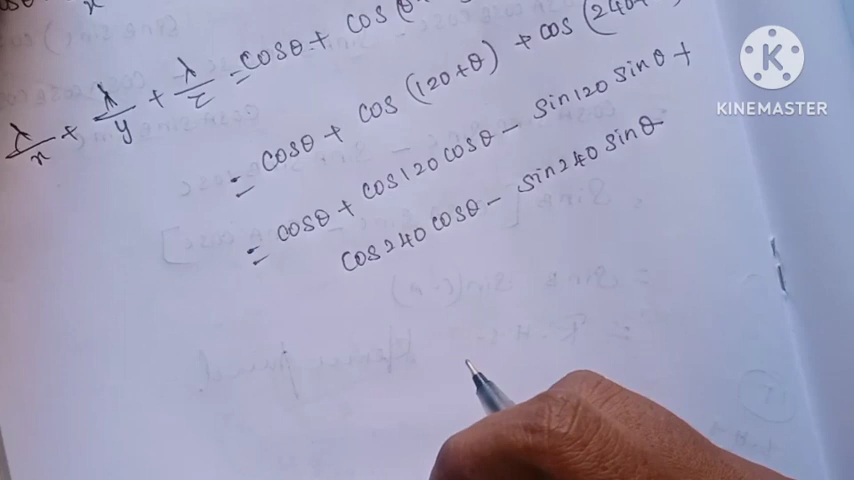 x
λ/x + λ/y + λ/z = cosθ + cos(θ
= cosθ + cos(120+θ) + cos(240+
= cosθ + cos120 cosθ - sin120 sinθ +
cos240 cosθ - sin240 sinθ
KINEMASTER